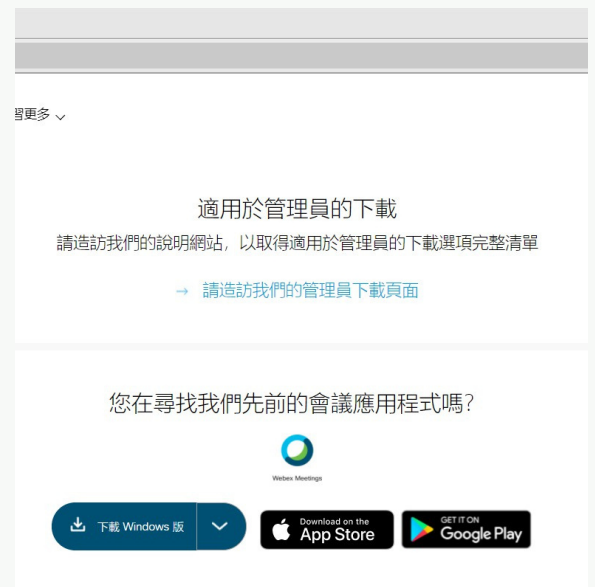 習更多
適用於管理員的下載
請造訪我們的說明網站，以取得適用於管理員的下載選項完整清單
→ 請造訪我們的管理員下載頁面
您在尋找我們先前的會議應用程式嗎？
Webex Meetings
下載 Windows 版
Download on the
App Store
GET IT ON
Google Play